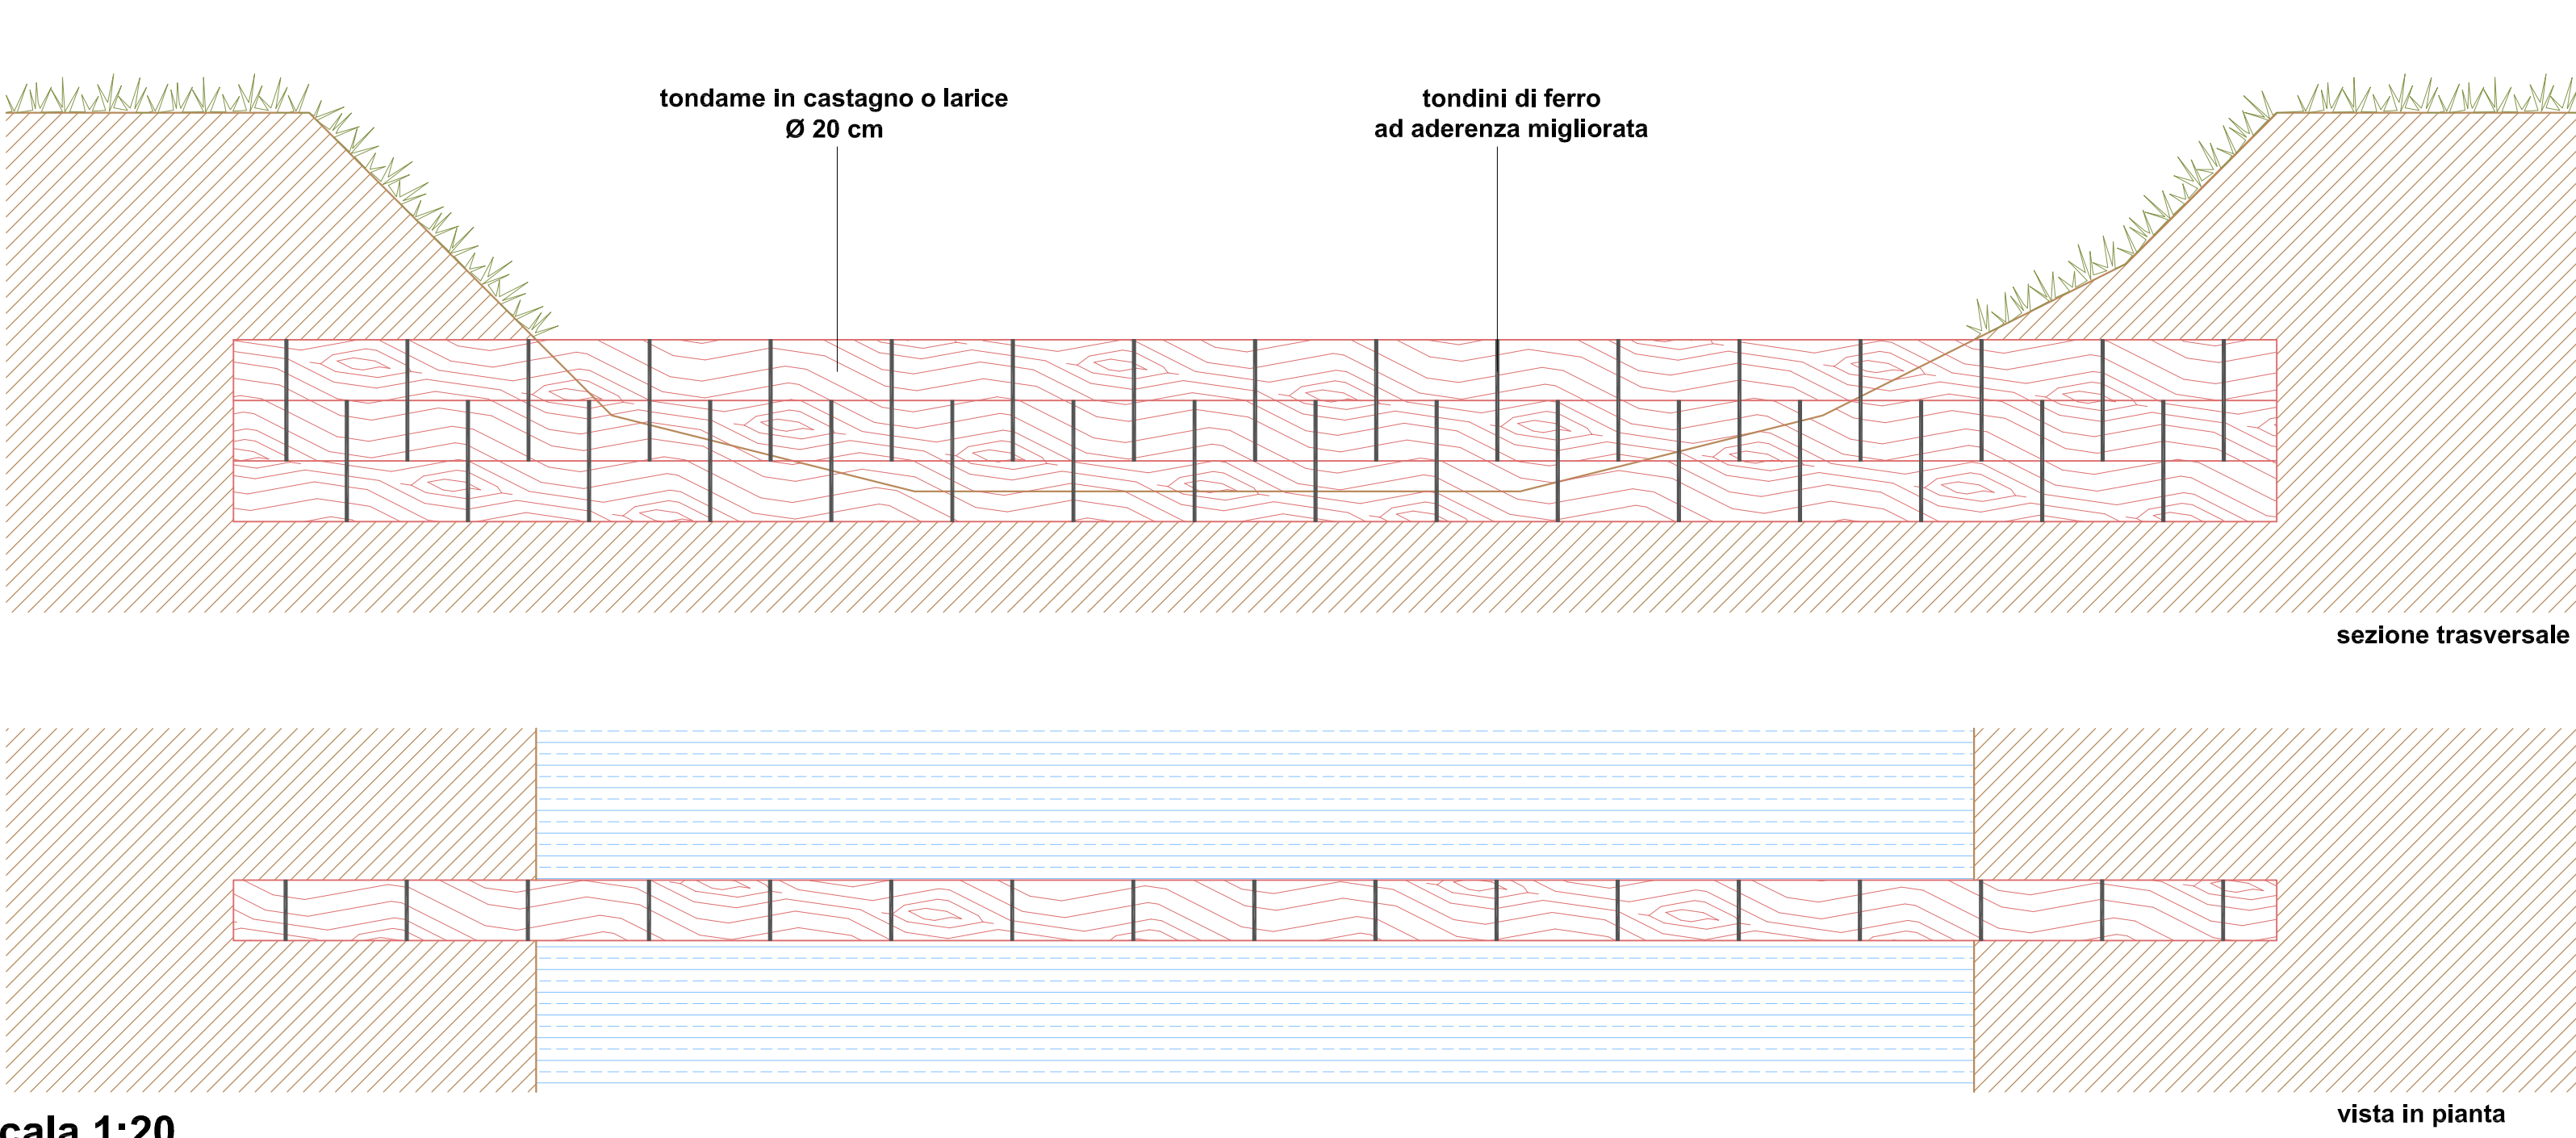 tondame in castagno o larice
Ø 20 cm
tondini di ferro
ad aderenza migliorata
sezione trasversale
vista in pianta
cala 1:20